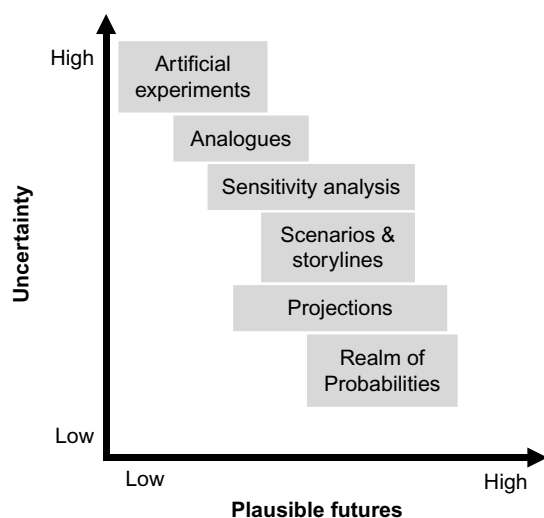 High
Artificial
experiments
Analogues
Sensitivity analysis
Scenarios &
storylines
Projections
Realm of
Probabilities
Uncertainty
Low
Low
High
Plausible futures